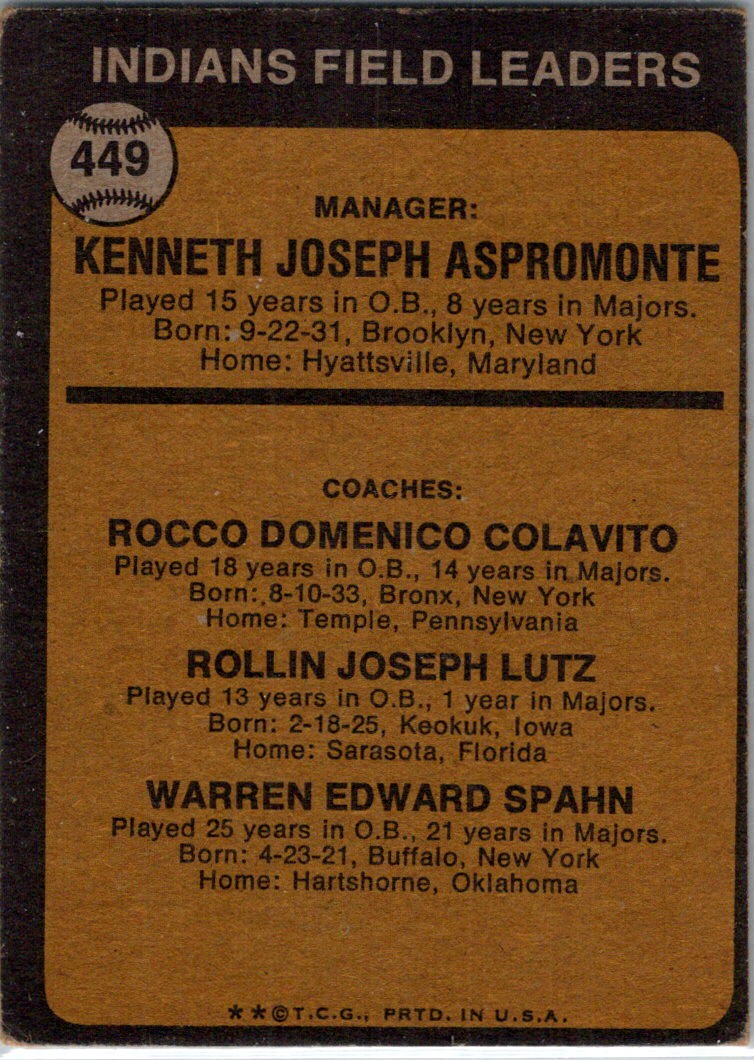 INDIANS FIELD LEADERS
449
MANAGER:
KENNETH JOSEPH ASPROMONTE
Played 15 years in O.B., 8 years in Majors.
Born: 9-22-31, Brooklyn, New York
Home: Hyattsville, Maryland
COACHES:
ROCCO DOMENICO COLAVITO
Played 18 years in O.B., 14 years in Majors.
Born: 8-10-33, Bronx, New York
Home: Temple, Pennsylvania
ROLLIN JOSEPH LUTZ
Played 13 years in O.B., 1 year in Majors.
Born: 2-18-25, Keokuk, Iowa
Home: Sarasota, Florida
WARREN EDWARD SPAHN
Played 25 years in O.B., 21 years in Majors.
Born: 4-23-21, Buffalo, New York
Home: Hartshorne, Oklahoma
**©T.C.G., PRTD. IN U.S.A.